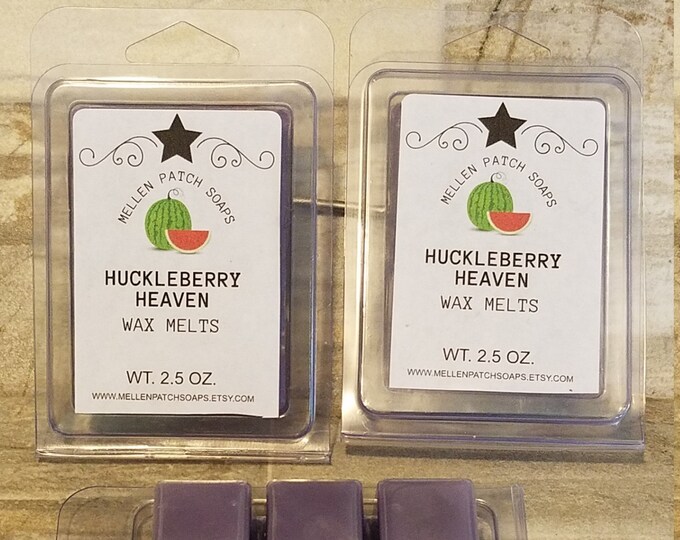 MELLEN PATCH SOAPS
HUCKLEBERRY
HEAVEN
WAX MELTS
WT. 2.5 OZ.
WWW.MELLENPATCHSOAPS.ETSY.COM
MELLEN PATCH SOAPS
HUCKLEBERRY
HEAVEN
WAX MELTS
WT. 2.5 OZ.
WWW.MELLENPATCHSOAPS.ETSY.COM